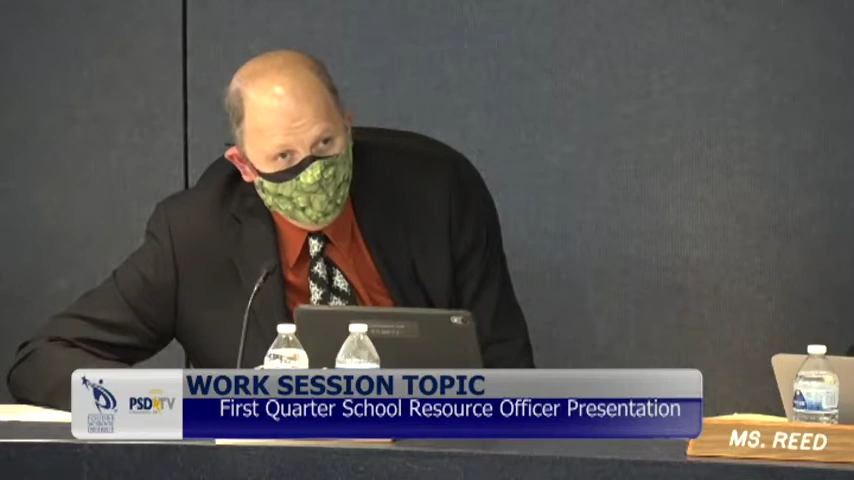 WORK SESSION TOPIC
First Quarter School Resource Officer Presentation
PSD TV
MS. REED